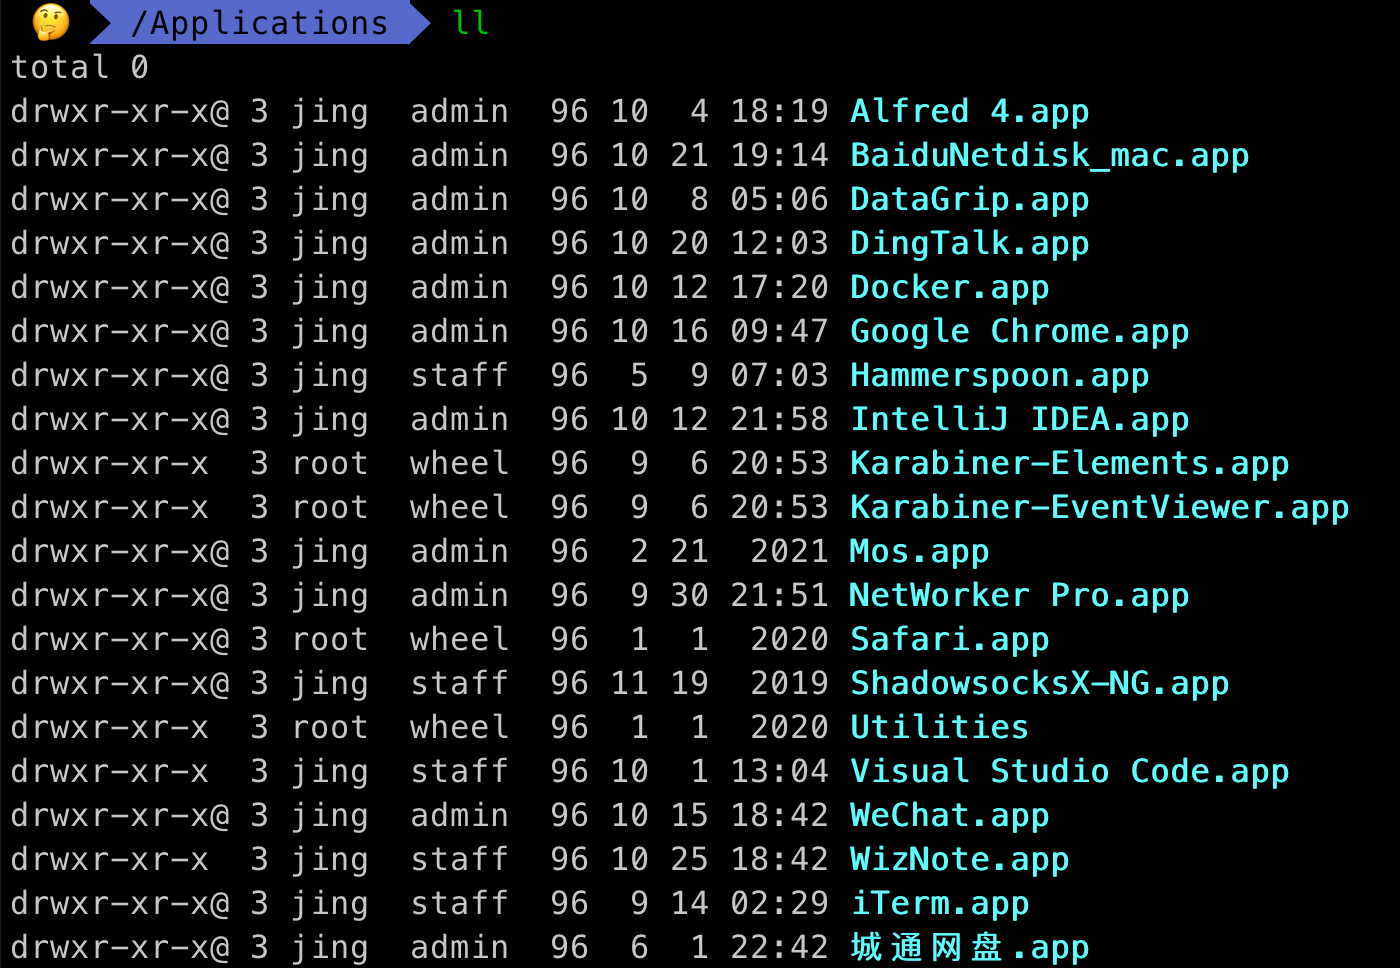 🤔 /Applications ll
total 0
drwxr-xr-x@ 3 jing  admin  96 10  4 18:19 Alfred 4.app
drwxr-xr-x@ 3 jing  admin  96 10 21 19:14 BaiduNetdisk_mac.app
drwxr-xr-x@ 3 jing  admin  96 10  8 05:06 DataGrip.app
drwxr-xr-x@ 3 jing  admin  96 10 20 12:03 DingTalk.app
drwxr-xr-x@ 3 jing  admin  96 10 12 17:20 Docker.app
drwxr-xr-x@ 3 jing  admin  96 10 16 09:47 Google Chrome.app
drwxr-xr-x@ 3 jing  staff  96  5  9 07:03 Hammerspoon.app
drwxr-xr-x@ 3 jing  admin  96 10 12 21:58 IntelliJ IDEA.app
drwxr-xr-x  3 root  wheel  96  9  6 20:53 Karabiner-Elements.app
drwxr-xr-x  3 root  wheel  96  9  6 20:53 Karabiner-EventViewer.app
drwxr-xr-x@ 3 jing  admin  96  2 21  2021 Mos.app
drwxr-xr-x@ 3 jing  admin  96  9 30 21:51 NetWorker Pro.app
drwxr-xr-x@ 3 root  wheel  96  1  1  2020 Safari.app
drwxr-xr-x@ 3 jing  staff  96 11 19  2019 ShadowsocksX-NG.app
drwxr-xr-x  3 root  wheel  96  1  1  2020 Utilities
drwxr-xr-x  3 jing  staff  96 10  1 13:04 Visual Studio Code.app
drwxr-xr-x@ 3 jing  admin  96 10 15 18:42 WeChat.app
drwxr-xr-x  3 jing  staff  96 10 25 18:42 WizNote.app
drwxr-xr-x@ 3 jing  staff  96  9 14 02:29 iTerm.app
drwxr-xr-x@ 3 jing  admin  96  6  1 22:42 城通网盘.app